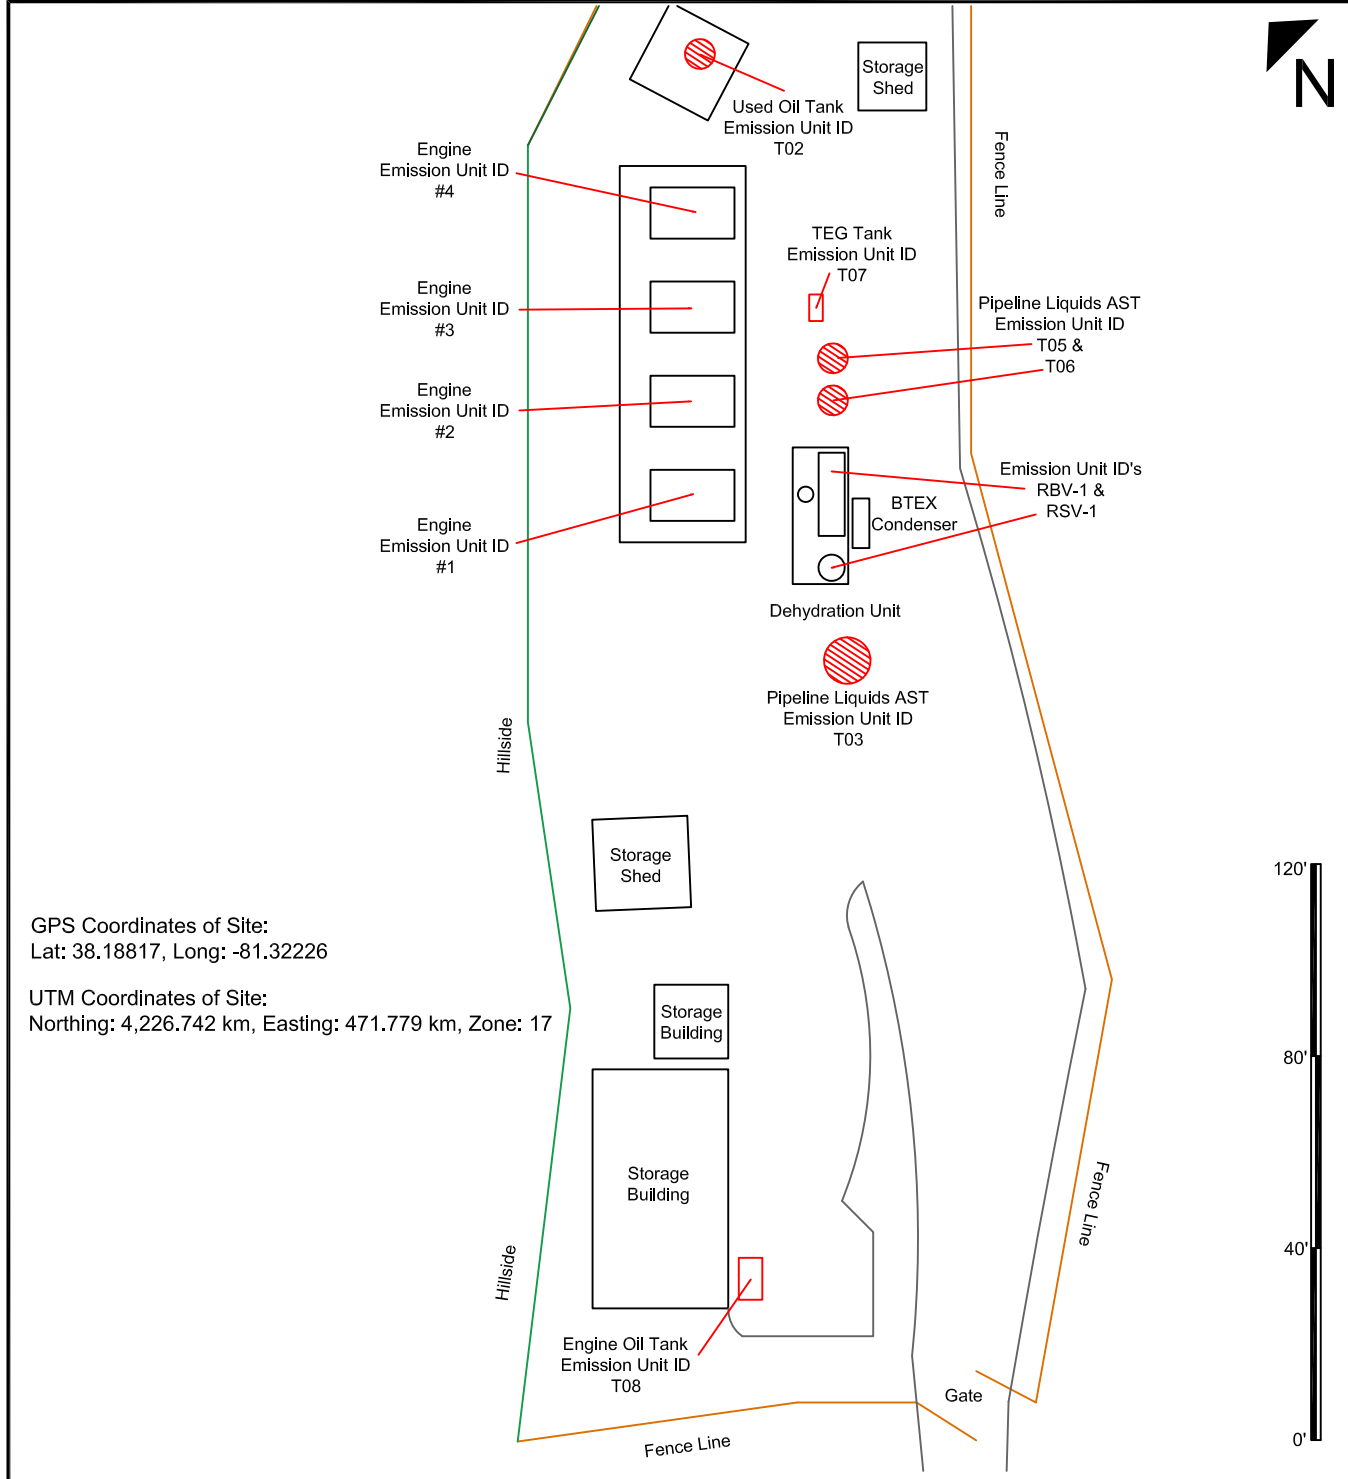 N
Storage
Shed
Used Oil Tank
Emission Unit ID
T02
Fence Line
Engine
Emission Unit ID
#4
TEG Tank
Emission Unit ID
T07
Engine
Emission Unit ID
#3
Pipeline Liquids AST
Emission Unit ID
T05 &
T06
Engine
Emission Unit ID
#2
Emission Unit ID's
RBV-1 &
RSV-1
BTEX
Condenser
Engine
Emission Unit ID
#1
Dehydration Unit
Pipeline Liquids AST
Emission Unit ID
T03
Hillside
Storage
Shed
120'
GPS Coordinates of Site:
Lat: 38.18817, Long: -81.32226
UTM Coordinates of Site:
Northing: 4,226.742 km, Easting: 471.779 km, Zone: 17
Storage
Building
80'
Storage
Building
Fence Line
40'
Hillside
Engine Oil Tank
Emission Unit ID
T08
Gate
Fence Line
0'